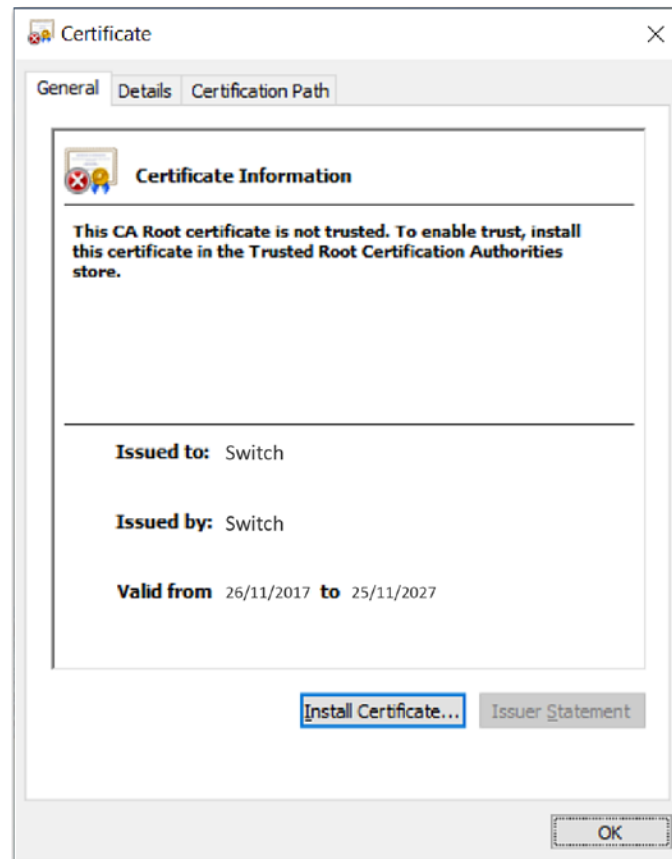 Certificate
General Details Certification Path
Certificate Information
This CA Root certificate is not trusted. To enable trust, install
this certificate in the Trusted Root Certification Authorities
store.
Issued to: Switch
Issued by: Switch
Valid from 26/11/2017 to 25/11/2027
Install Certificate... Issuer Statement
OK